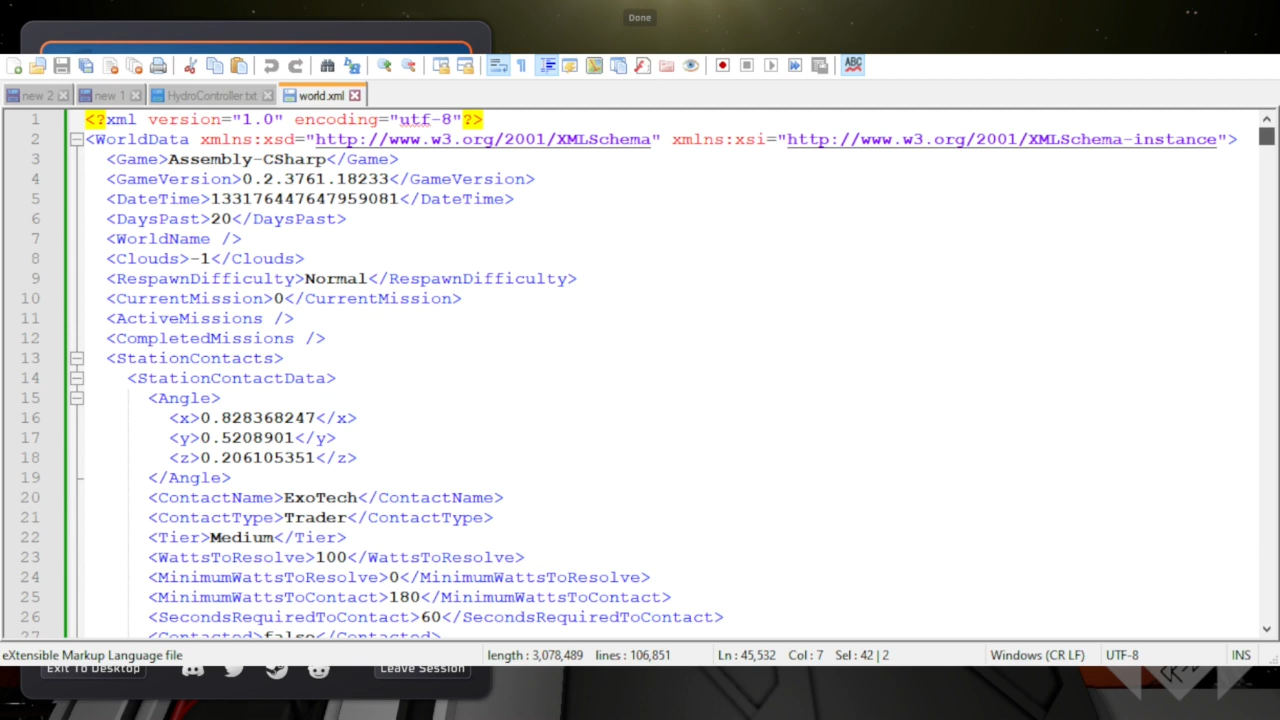 Done
new 2
new 1
HydroController.txt
world.xml
ABC
1 <?xml version="1.0" encoding="utf-8"?>
2 <WorldData xmlns:xsd="http://www.w3.org/2001/XMLSchema" xmlns:xsi="http://www.w3.org/2001/XMLSchema-instance">
3 <Game>Assembly-CSharp</Game>
4 <GameVersion>0.2.3761.18233</GameVersion>
5 <DateTime>133176447647959081</DateTime>
6 <DaysPast>20</DaysPast>
7 <WorldName />
8 <Clouds>-1</Clouds>
9 <RespawnDifficulty>Normal</RespawnDifficulty>
10 <CurrentMission>0</CurrentMission>
11 <ActiveMissions />
12 <CompletedMissions />
13 <StationContacts>
14 <StationContactData>
15 <Angle>
16 <x>0.828368247</x>
17 <y>0.5208901</y>
18 <z>0.206105351</z>
19 </Angle>
20 <ContactName>ExoTech</ContactName>
21 <ContactType>Trader</ContactType>
22 <Tier>Medium</Tier>
23 <WattsToResolve>100</WattsToResolve>
24 <MinimumWattsToResolve>0</MinimumWattsToResolve>
25 <MinimumWattsToContact>180</MinimumWattsToContact>
26 <SecondsRequiredToContact>60</SecondsRequiredToContact>
27 <Contacted>false</Contacted>
eXtensible Markup Language file length : 3,078,489 lines : 106,851 Ln : 45,532 Col : 7 Sel : 42 | 2 Windows (CR LF) UTF-8 INS
Exit To Desktop
Leave Session